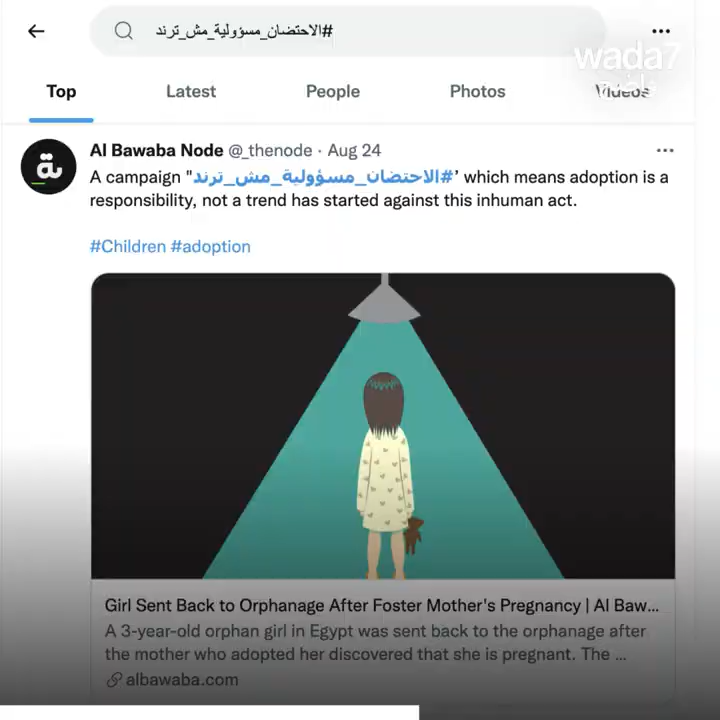 #الاحتضان_مسؤولية_مش_ترند
wada7
واضح
Top
Latest
People
Photos
Videos
Al Bawaba Node @_thenode · Aug 24
A campaign "#الاحتضان_مسؤولية_مش_ترند' which means adoption is a
responsibility, not a trend has started against this inhuman act.
#Children #adoption
Girl Sent Back to Orphanage After Foster Mother's Pregnancy | Al Baw...
A 3-year-old orphan girl in Egypt was sent back to the orphanage after
the mother who adopted her discovered that she is pregnant. The ...
albawaba.com